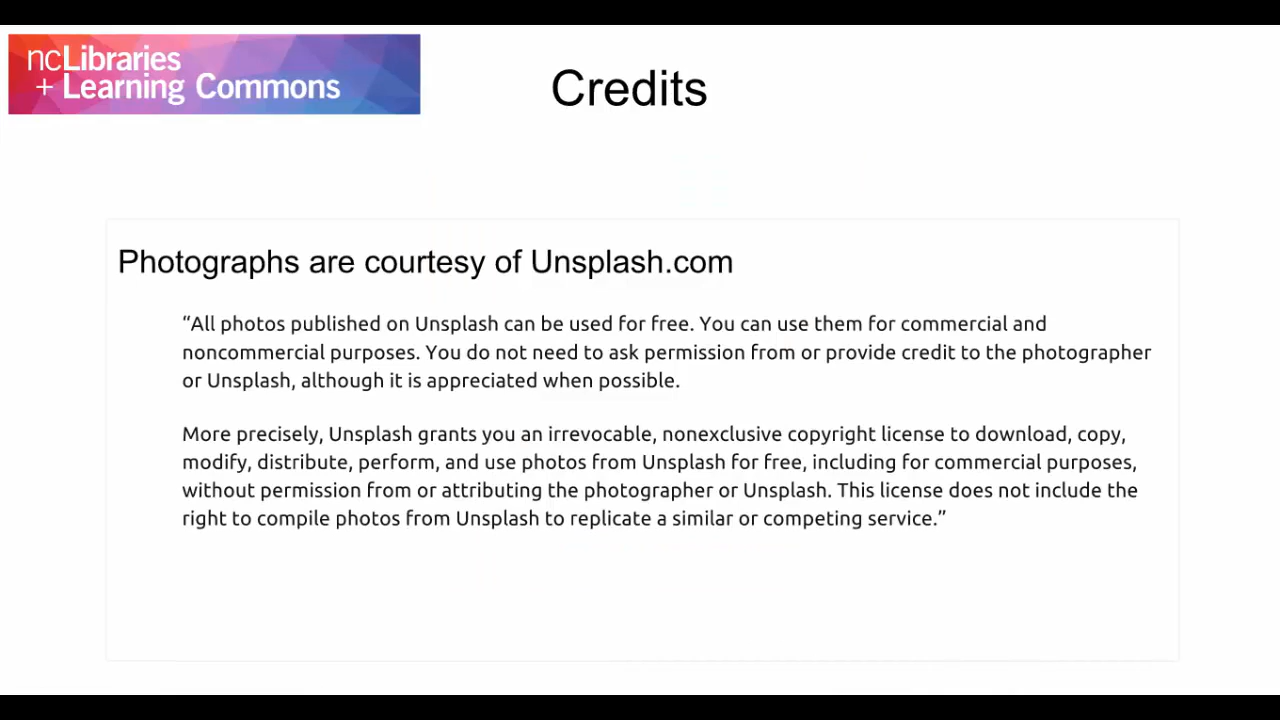 ncLibraries
+ Learning Commons
Credits
Photographs are courtesy of Unsplash.com
“All photos published on Unsplash can be used for free. You can use them for commercial and
noncommercial purposes. You do not need to ask permission from or provide credit to the photographer
or Unsplash, although it is appreciated when possible.
More precisely, Unsplash grants you an irrevocable, nonexclusive copyright license to download, copy,
modify, distribute, perform, and use photos from Unsplash for free, including for commercial purposes,
without permission from or attributing the photographer or Unsplash. This license does not include the
right to compile photos from Unsplash to replicate a similar or competing service.”